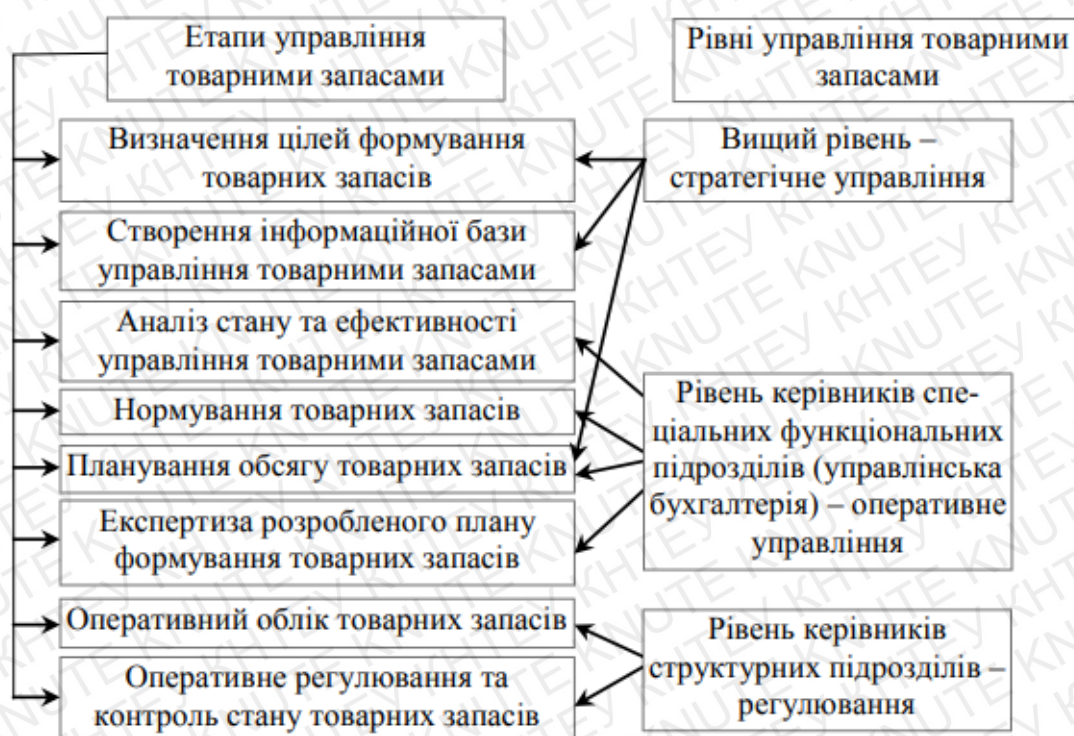 Етапи управління
товарними запасами
Рівні управління товарними
запасами
Визначення цілей формування
товарних запасів
Вищий рівень –
стратегічне управління
Створення інформаційної бази
управління товарними запасами
Аналіз стану та ефективності
управління товарними запасами
Нормування товарних запасів
Планування обсягу товарних запасів
Експертиза розробленого плану
формування товарних запасів
Рівень керівників спе-
ціальних функціональних
підрозділів (управлінська
бухгалтерія) – оперативне
управління
Оперативний облік товарних запасів
Оперативне регулювання та
контроль стану товарних запасів
Рівень керівників
структурних підрозділів –
регулювання